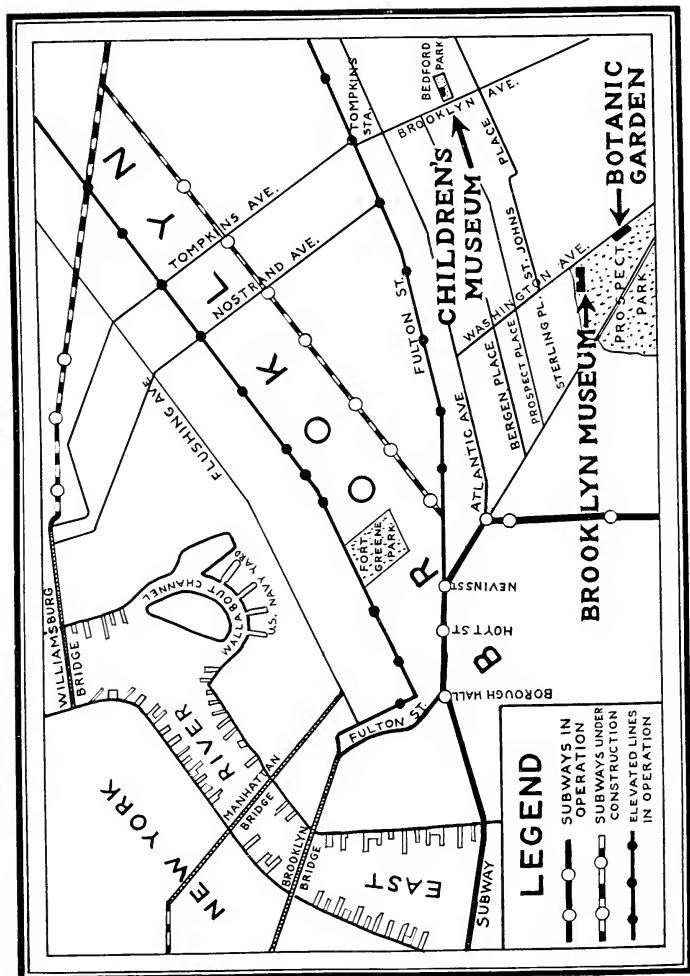 NEW YORK
EAST
RIVER
WILLIAMSBURG
BRIDGE
MANHATTAN
BRIDGE
BROOKLYN
BRIDGE
SUBWAY
WALLABOUT CHANNEL
U.S. NAVY YARD
FLUSHING AVE.
TOMPKINS AVE.
NOSTRAND AVE.
BROOKLYN
FORT
GREENE
PARK
FULTON
ST.
BOROUGH HALL
HOYT ST.
NEVINS ST.
FULTON ST.
TOMPKINS
STA.
ATLANTIC AVE.
BERGEN PLACE
PROSPECT PLACE
STERLING PL.
ST. JOHNS
PLACE
WASHINGTON AVE.
BROOKLYN AVE.
BEDFORD
PARK
CHILDREN'S
MUSEUM
BROOKLYN MUSEUM
BOTANIC
GARDEN
PROSPECT
PARK
LEGEND
SUBWAYS IN
OPERATION
SUBWAYS UNDER
CONSTRUCTION
ELEVATED LINES
IN OPERATION